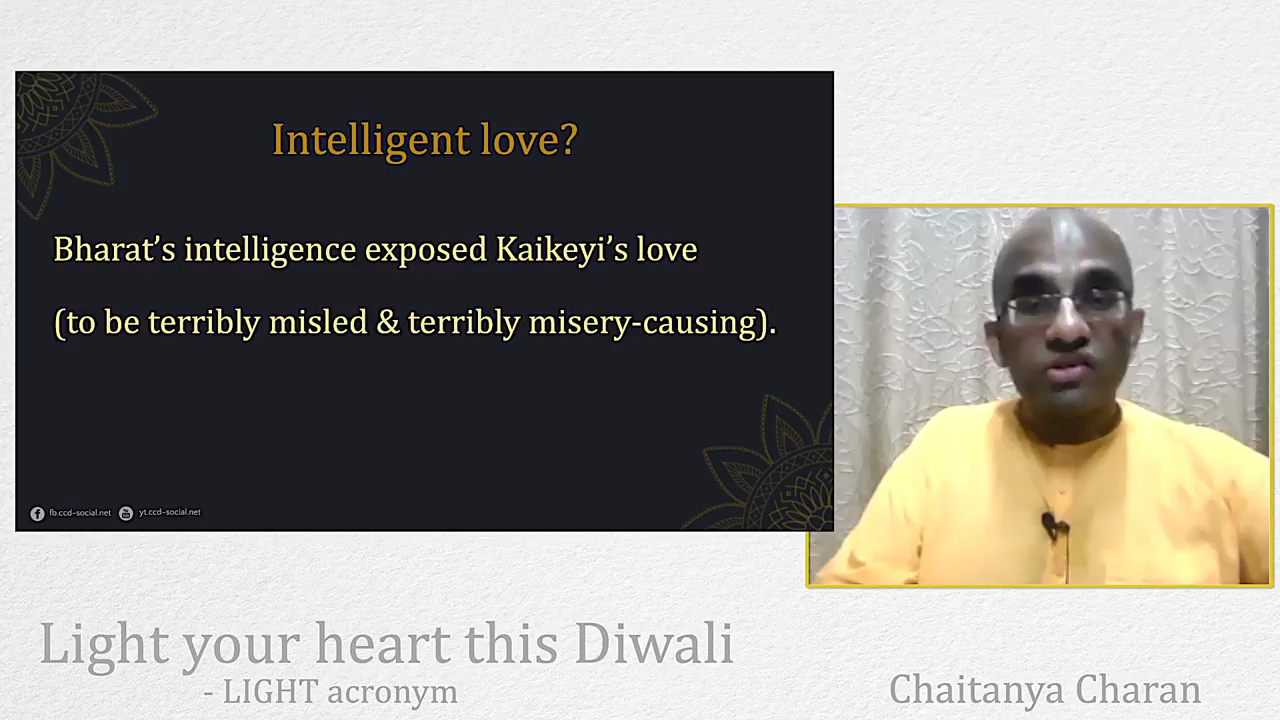 Intelligent love?
Bharat’s intelligence exposed Kaikeyi’s love
(to be terribly misled & terribly misery-causing).
fb.ccd-social.net yt.ccd-social.net
Light your heart this Diwali
- LIGHT acronym
Chaitanya Charan